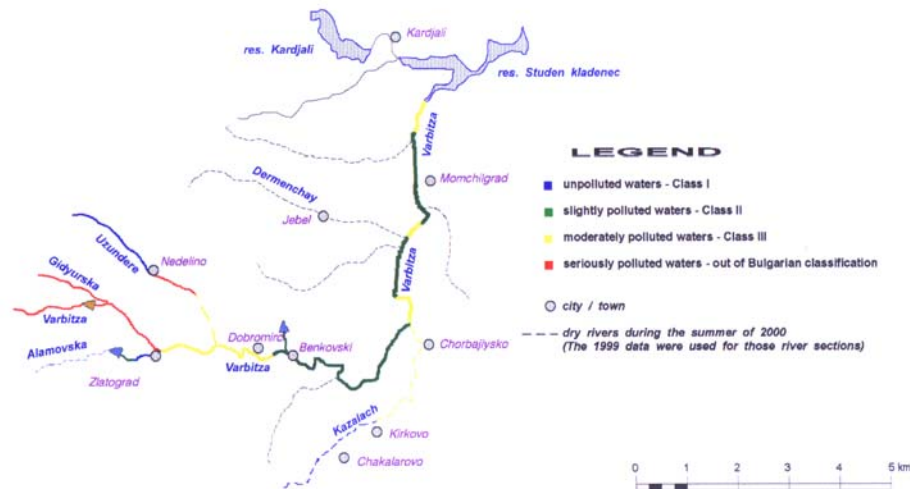 Kardjali
res. Kardjali
res. Studen kladenec
Varbitza
Momchilgrad
Dermenchay
Jebel
Varbitza
Uzundere
Nedelino
Gidyurska
Varbitza
Alamovska
Zlatograd
Dobromirc
Varbitza
Benkovski
Chorbajiysko
Kazalach
Kirkovo
Chakalarovo
LEGEND
unpolluted waters - Class I
slightly polluted waters - Class II
moderately polluted waters - Class III
seriously polluted waters - out of Bulgarian classification
city / town
dry rivers during the summer of 2000
(The 1999 data were used for those river sections)
0 1 2 3 4 5 km